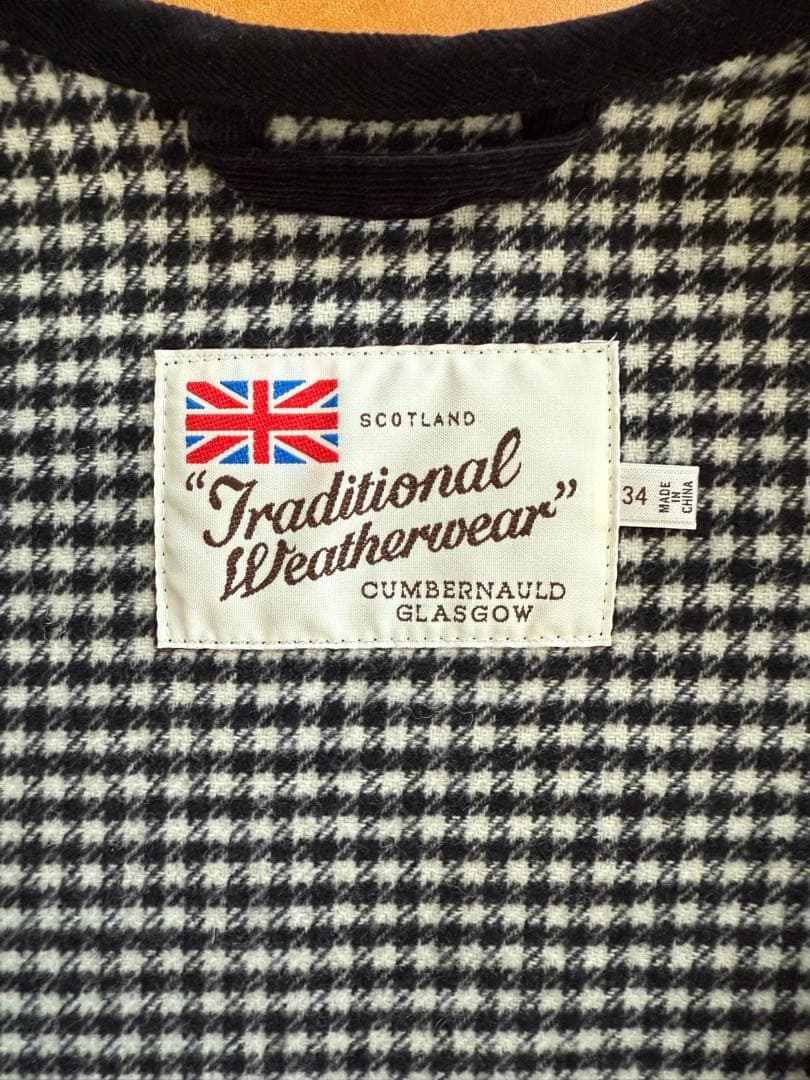 SCOTLAND
"Traditional
Weatherwear"
CUMBERNAULD
GLASGOW
34
MADE
IN
CHINA